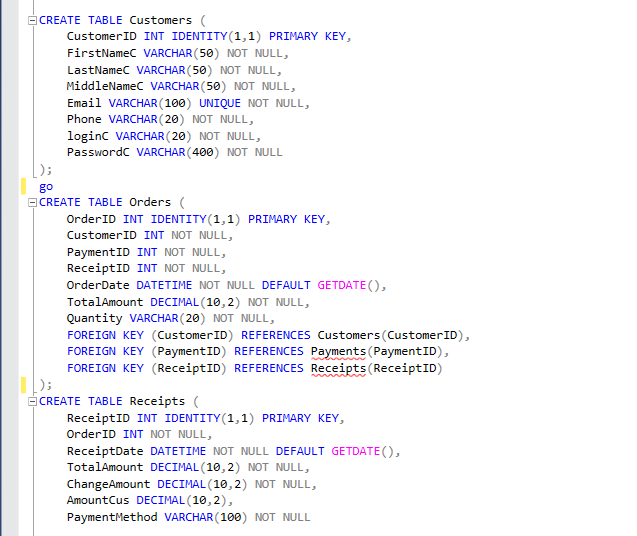 CREATE TABLE Customers (
CustomerID INT IDENTITY(1,1) PRIMARY KEY,
FirstNameC VARCHAR(50) NOT NULL,
LastNameC VARCHAR(50) NOT NULL,
MiddleNameC VARCHAR(50) NOT NULL,
Email VARCHAR(100) UNIQUE NOT NULL,
Phone VARCHAR(20) NOT NULL,
loginC VARCHAR(20) NOT NULL,
PasswordC VARCHAR(400) NOT NULL
);
go
CREATE TABLE Orders (
OrderID INT IDENTITY(1,1) PRIMARY KEY,
CustomerID INT NOT NULL,
PaymentID INT NOT NULL,
ReceiptID INT NOT NULL,
OrderDate DATETIME NOT NULL DEFAULT GETDATE(),
TotalAmount DECIMAL(10,2) NOT NULL,
Quantity VARCHAR(20) NOT NULL,
FOREIGN KEY (CustomerID) REFERENCES Customers(CustomerID),
FOREIGN KEY (PaymentID) REFERENCES Payments(PaymentID),
FOREIGN KEY (ReceiptID) REFERENCES Receipts(ReceiptID)
);
CREATE TABLE Receipts (
ReceiptID INT IDENTITY(1,1) PRIMARY KEY,
OrderID INT NOT NULL,
ReceiptDate DATETIME NOT NULL DEFAULT GETDATE(),
TotalAmount DECIMAL(10,2) NOT NULL,
ChangeAmount DECIMAL(10,2) NOT NULL,
AmountCus DECIMAL(10,2),
PaymentMethod VARCHAR(100) NOT NULL